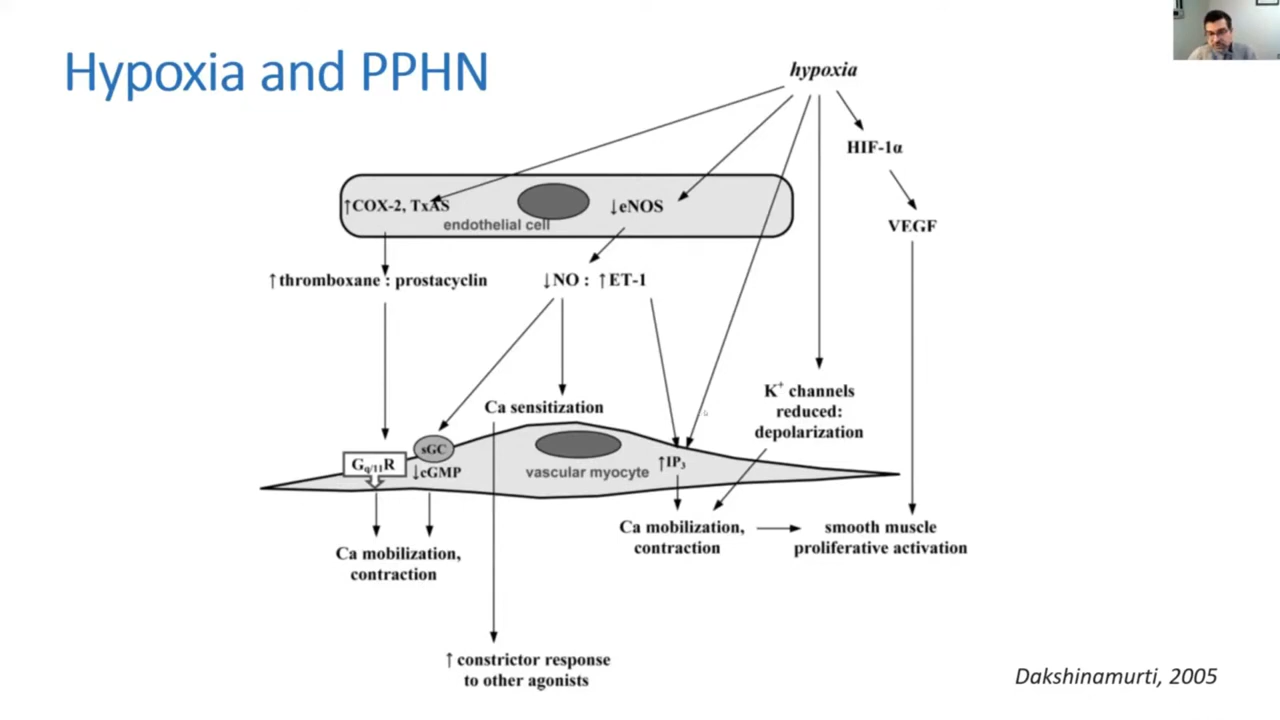 Hypoxia and PPHN
hypoxia
HIF-1α
VEGF
↑COX-2, TxAS
endothelial cell
↓eNOS
↑thromboxane : prostacyclin
↓NO : ↑ET-1
K⁺ channels
reduced:
depolarization
Ca sensitization
sGC
Gq/11R
↓cGMP
vascular myocyte
↑IP₃
Ca mobilization,
contraction
Ca mobilization,
contraction
smooth muscle
proliferative activation
↑ constrictor response
to other agonists
Dakshinamurti, 2005